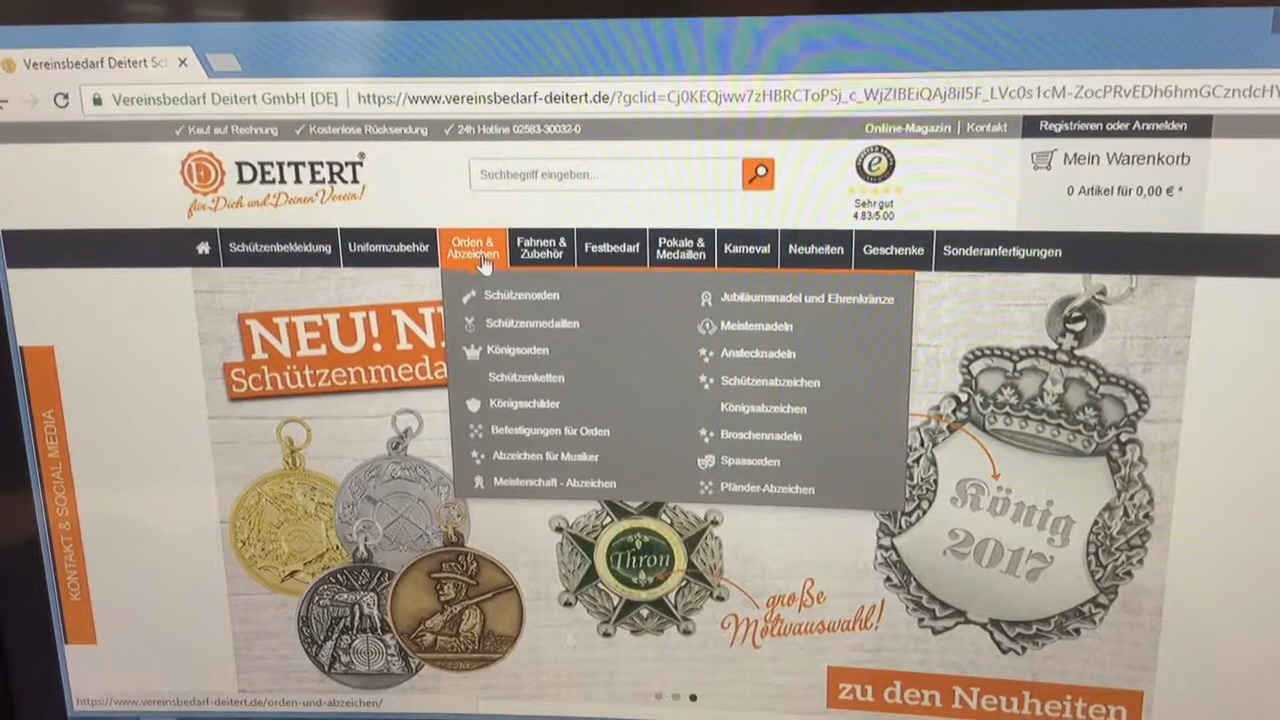 Vereinsbedarf Deitert Sc
Vereinsbedarf Deitert GmbH [DE] | https://www.vereinsbedarf-deitert.de/?gclid=Cj0KEQjww7zHBRCToPSj_c_WjZIBEiQAj8iI5F_LVc0s1cM-ZocPRvEDh6hmGCzndcHY
✓ Kauf auf Rechnung ✓ Kostenlose Rücksendung ✓ 24h Hotline 02583-30032-0
Online-Magazin | Kontakt
Registrieren oder Anmelden
DEITERT®
für Dich und Deinen Verein!
Suchbegriff eingeben...
Sehr gut
4.83/5.00
Mein Warenkorb
0 Artikel für 0,00 € *
Schützenbekleidung
Uniformzubehör
Orden &
Abzeichen
Fahnen &
Zubehör
Festbedarf
Pokale &
Medaillen
Karneval
Neuheiten
Geschenke
Sonderanfertigungen
Schützenorden
Schützenmedaillen
Königsorden
Schützenketten
Königsschilder
Befestigungen für Orden
Abzeichen für Musiker
Meisterschaft - Abzeichen
Jubiläumsnadel und Ehrenkränze
Meisternadeln
Anstecknadeln
Schützenabzeichen
Königsabzeichen
Broschennadeln
Spassorden
Pfänder-Abzeichen
NEU! N
Schützenmeda
KONTAKT & SOCIAL MEDIA
Thron
große
Motivauswahl!
König
2017
zu den Neuheiten
https://www.vereinsbedarf-deitert.de/orden-und-abzeichen/